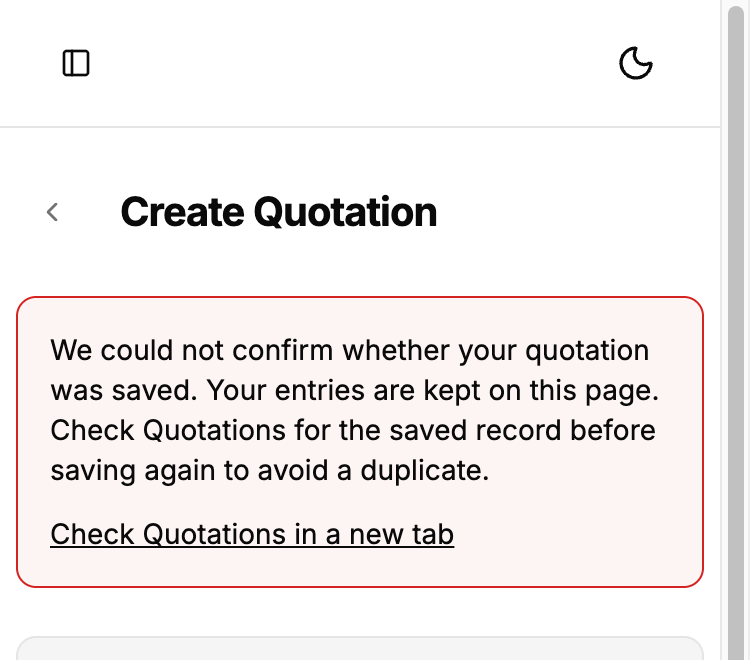 Create Quotation
We could not confirm whether your quotation
was saved. Your entries are kept on this page.
Check Quotations for the saved record before
saving again to avoid a duplicate.
Check Quotations in a new tab